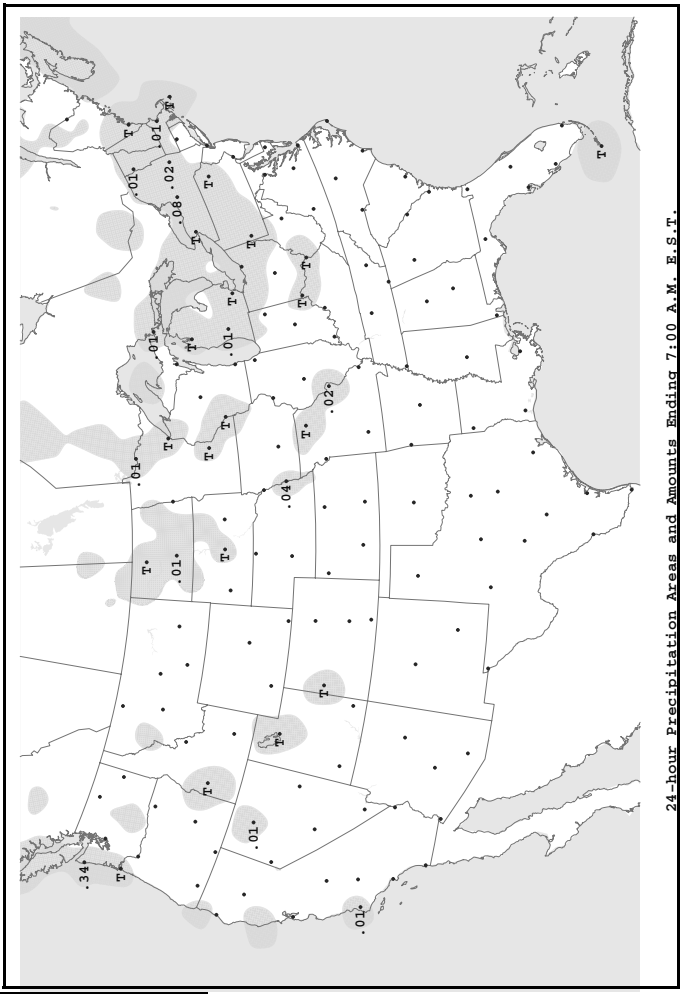 .34
T
T
.01
.01
T
.01
.01
T
T
.02
.01
.08
T
T
T
T
T
T
T
.01
T
T
.01
T
.04
T
T
T
T
.02
.01
T
24-hour Precipitation Areas and Amounts Ending 7:00 A.M. E.S.T.